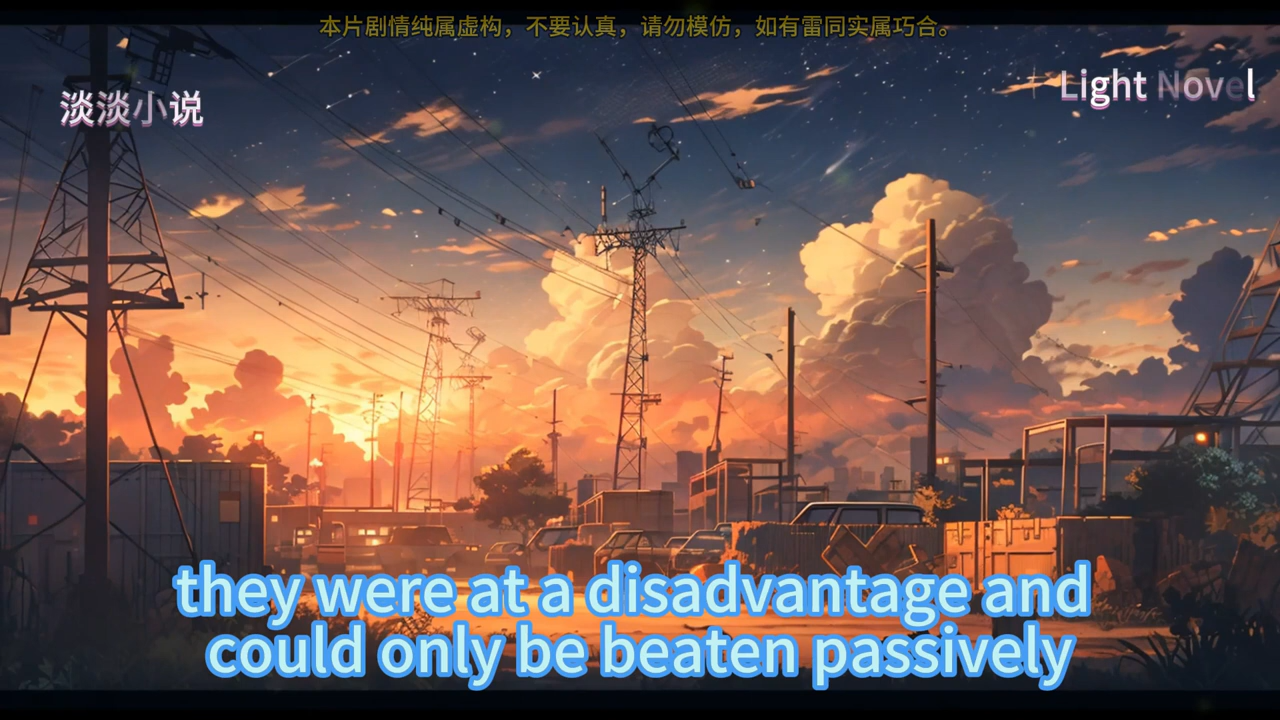 本片剧情纯属虚构，不要认真，请勿模仿，如有雷同实属巧合。
淡淡小说
Light Novel
they were at a disadvantage and
could only be beaten passively